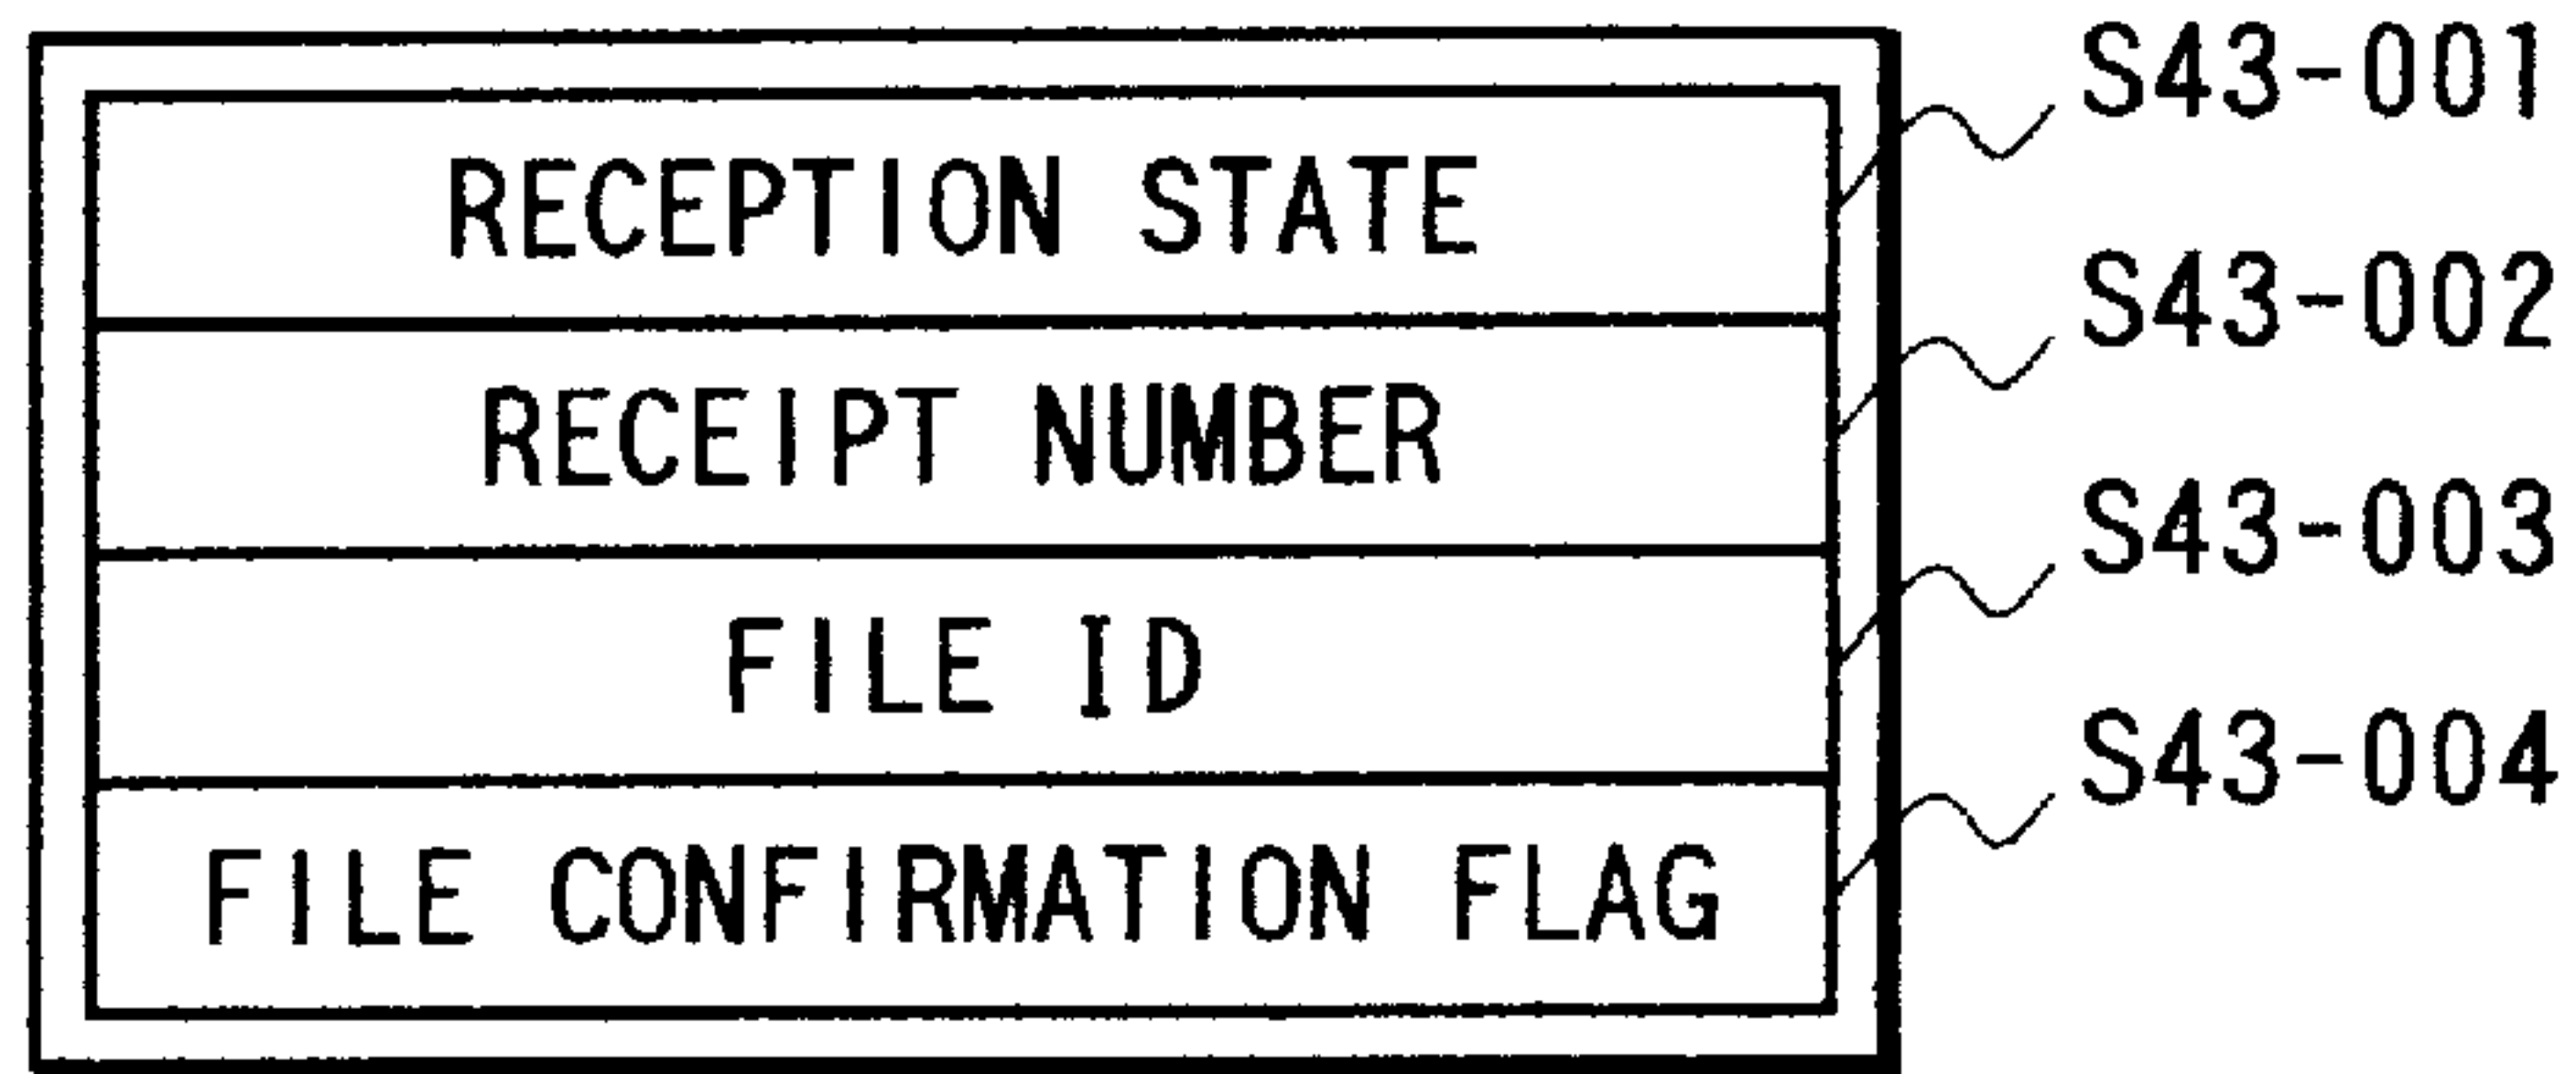 RECEPTION STATE S43-001
RECEIPT NUMBER S43-002
FILE ID S43-003
FILE CONFIRMATION FLAG S43-004